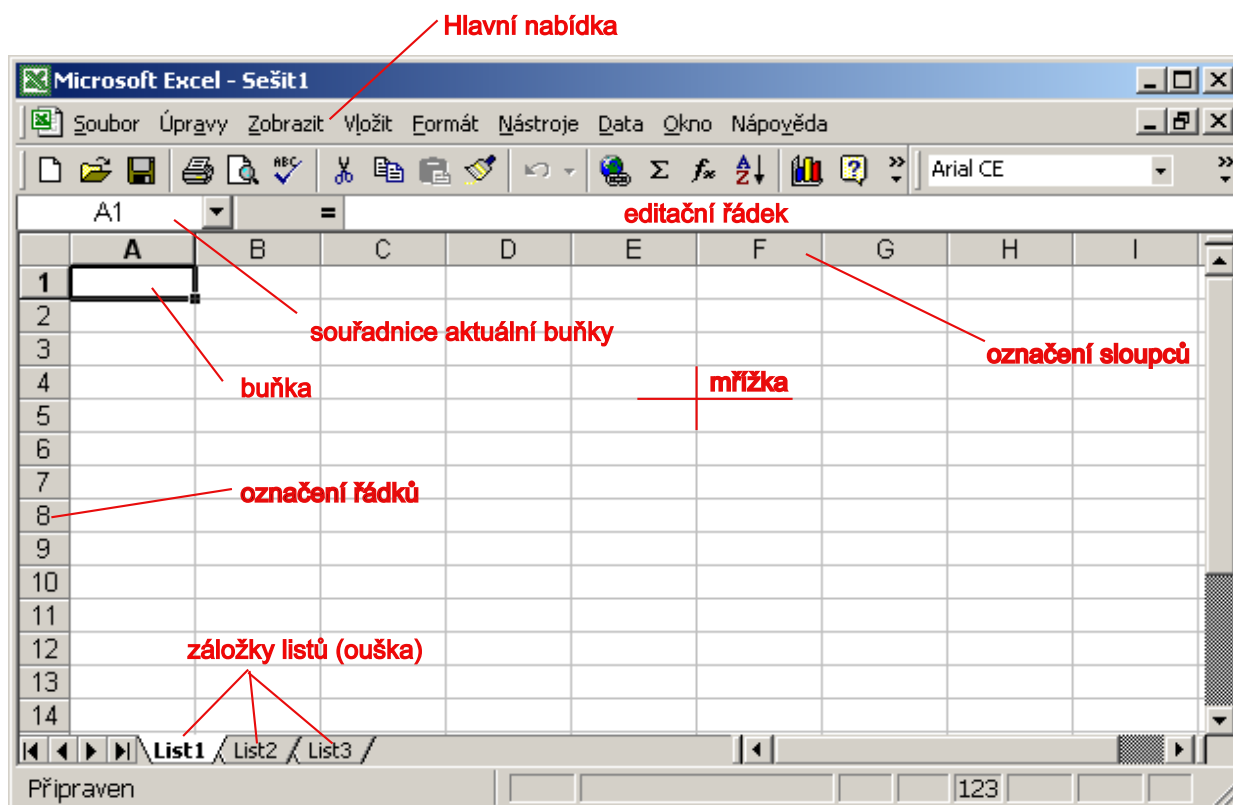 Hlavní nabídka
Microsoft Excel - Sešit1
Soubor Úpravy Zobrazit Vložit Formát Nástroje Data Okno Nápověda
ABC Σ fx A Z ? Arial CE
A1 = editační řádek
A B C D E F G H I
1
2
souřadnice aktuální buňky
3
označení sloupců
4 buňka mřížka
5
6
7
označení řádků
8
9
10
11
12 záložky listů (ouška)
13
14
List1 List2 List3
Připraven 123